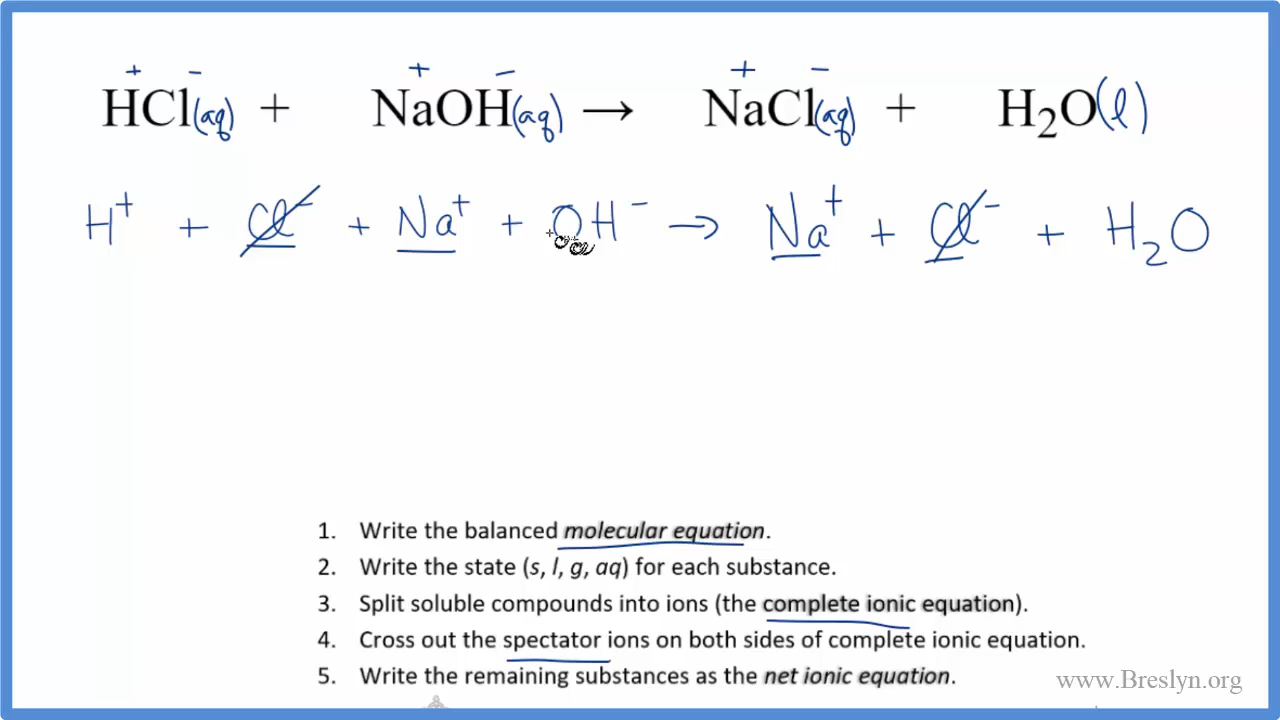 HCl(aq) + NaOH(aq) → NaCl(aq) + H₂O(l)
H⁺ + Cl⁻ + Na⁺ + OH⁻ → Na⁺ + Cl⁻ + H₂O
1. Write the balanced molecular equation.
2. Write the state (s, l, g, aq) for each substance.
3. Split soluble compounds into ions (the complete ionic equation).
4. Cross out the spectator ions on both sides of complete ionic equation.
5. Write the remaining substances as the net ionic equation.
www.Breslyn.org